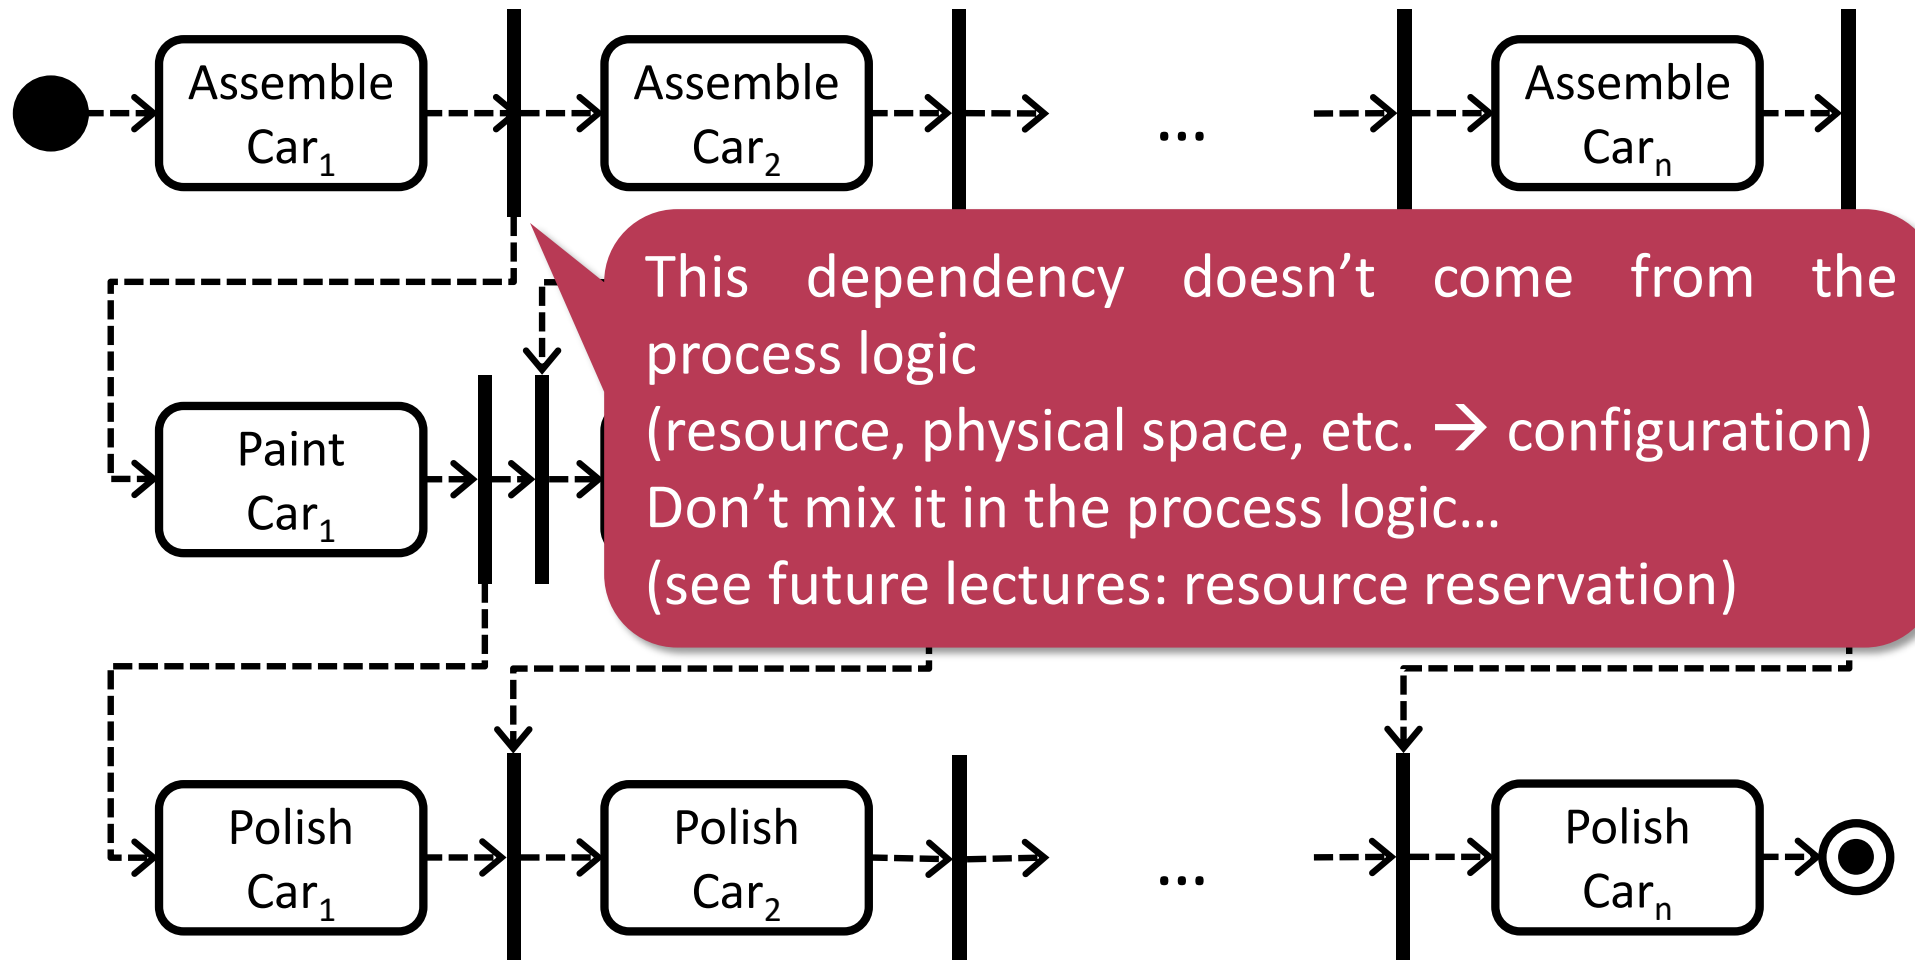 Assemble
Car₁
Assemble
Car₂
...
Assemble
Carₙ
This dependency doesn't come from the
process logic
(resource, physical space, etc. → configuration)
Don't mix it in the process logic...
(see future lectures: resource reservation)
Paint
Car₁
Polish
Car₁
Polish
Car₂
...
Polish
Carₙ